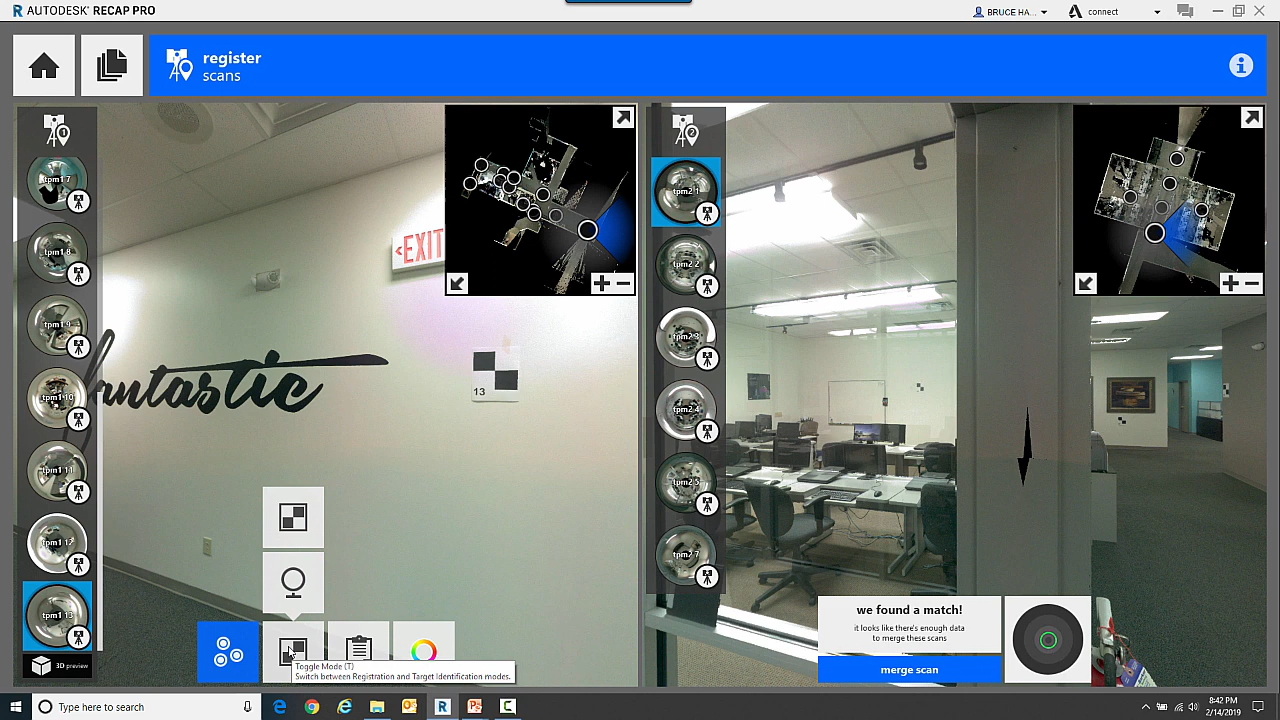 R AUTODESK® RECAP PRO
BRUCE HA...
connect
register
scans
1
tpm1 7
tpm1 8
tpm1 9
tpm1 10
tpm1 11
tpm1 12
tpm1 13
3D preview
fantastic
<EXIT
13
Toggle Mode (T)
Switch between Registration and Target Identification modes.
2
tpm2 1
tpm2 2
tpm2 3
tpm2 4
tpm2 5
tpm2 7
we found a match!
it looks like there's enough data
to merge these scans
merge scan
Type here to search
8:42 PM
2/14/2019